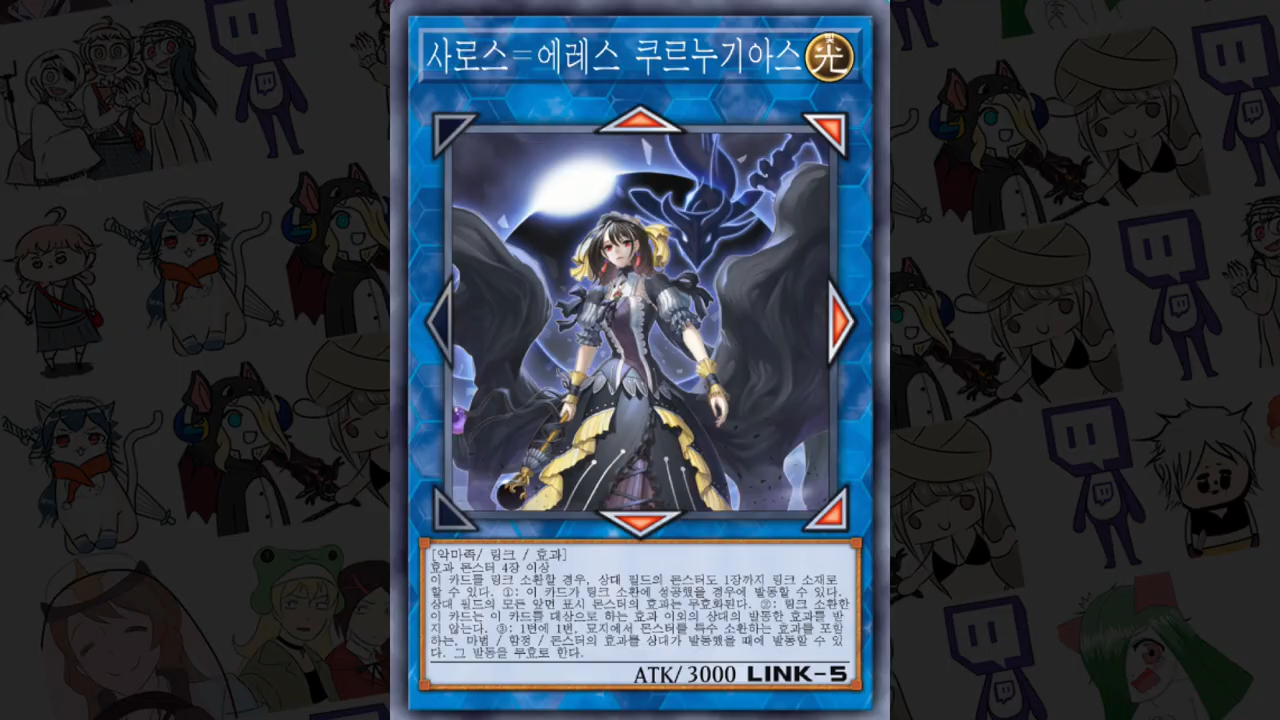 사로스=에레스 쿠르누기아스
빛
光
[악마족/ 링크 / 효과]
효과 몬스터 4장 이상
이 카드를 링크 소환할 경우, 상대 필드의 몬스터도 1장까지 링크 소재로
할 수 있다. ①: 이 카드가 링크 소환에 성공했을 경우에 발동할 수 있다.
상대 필드의 모든 앞면 표시 몬스터의 효과는 무효화된다. ②: 링크 소환한
이 카드는 이 카드를 대상으로 하는 효과 이외의 상대의 발동한 효과를 받
지 않는다. ③: 1턴에 1번, 묘지에서 몬스터를 특수 소환하는 효과를 포함
하는, 마법 / 함정 / 몬스터의 효과를 상대가 발동했을 때에 발동할 수 있
다. 그 발동을 무효로 한다.
ATK/3000 LINK-5